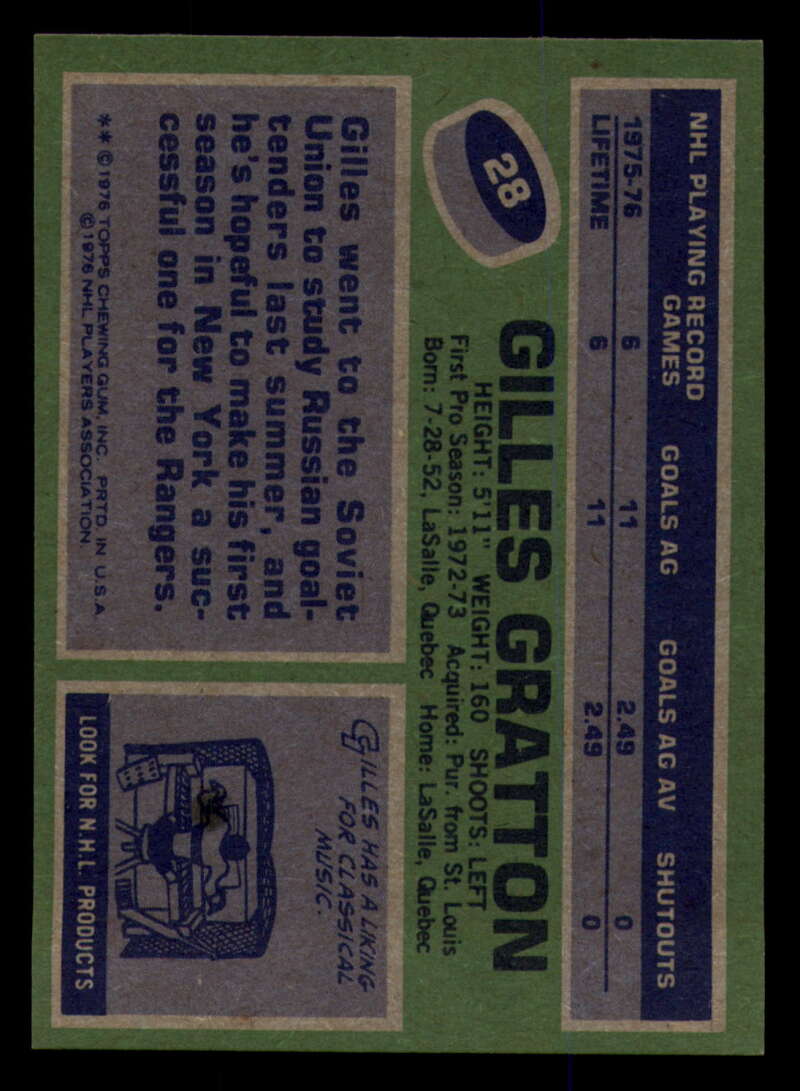 NHL PLAYING RECORD
GAMES GOALS AG GOALS AG AV SHUTOUTS
1975-76 6 11 2.49 0
LIFETIME 6 11 2.49 0
28
GILLES GRATTON
HEIGHT: 5'11" WEIGHT: 160 SHOOTS: LEFT
First Pro Season: 1972-73 Acquired: Pur. from St. Louis
Born: 7-28-52, LaSalle, Quebec Home: LaSalle, Quebec
Gilles went to the Soviet
Union to study Russian goal-
tenders last summer, and
he's hopeful to make his first
season in New York a suc-
cessful one for the Rangers.
** ©1976 TOPPS CHEWING GUM, INC. PRTD. IN U.S.A
©1976 NHL PLAYERS ASSOCIATION.
GILLES HAS A LIKING
FOR CLASSICAL
MUSIC.
LOOK FOR N.H.L. PRODUCTS